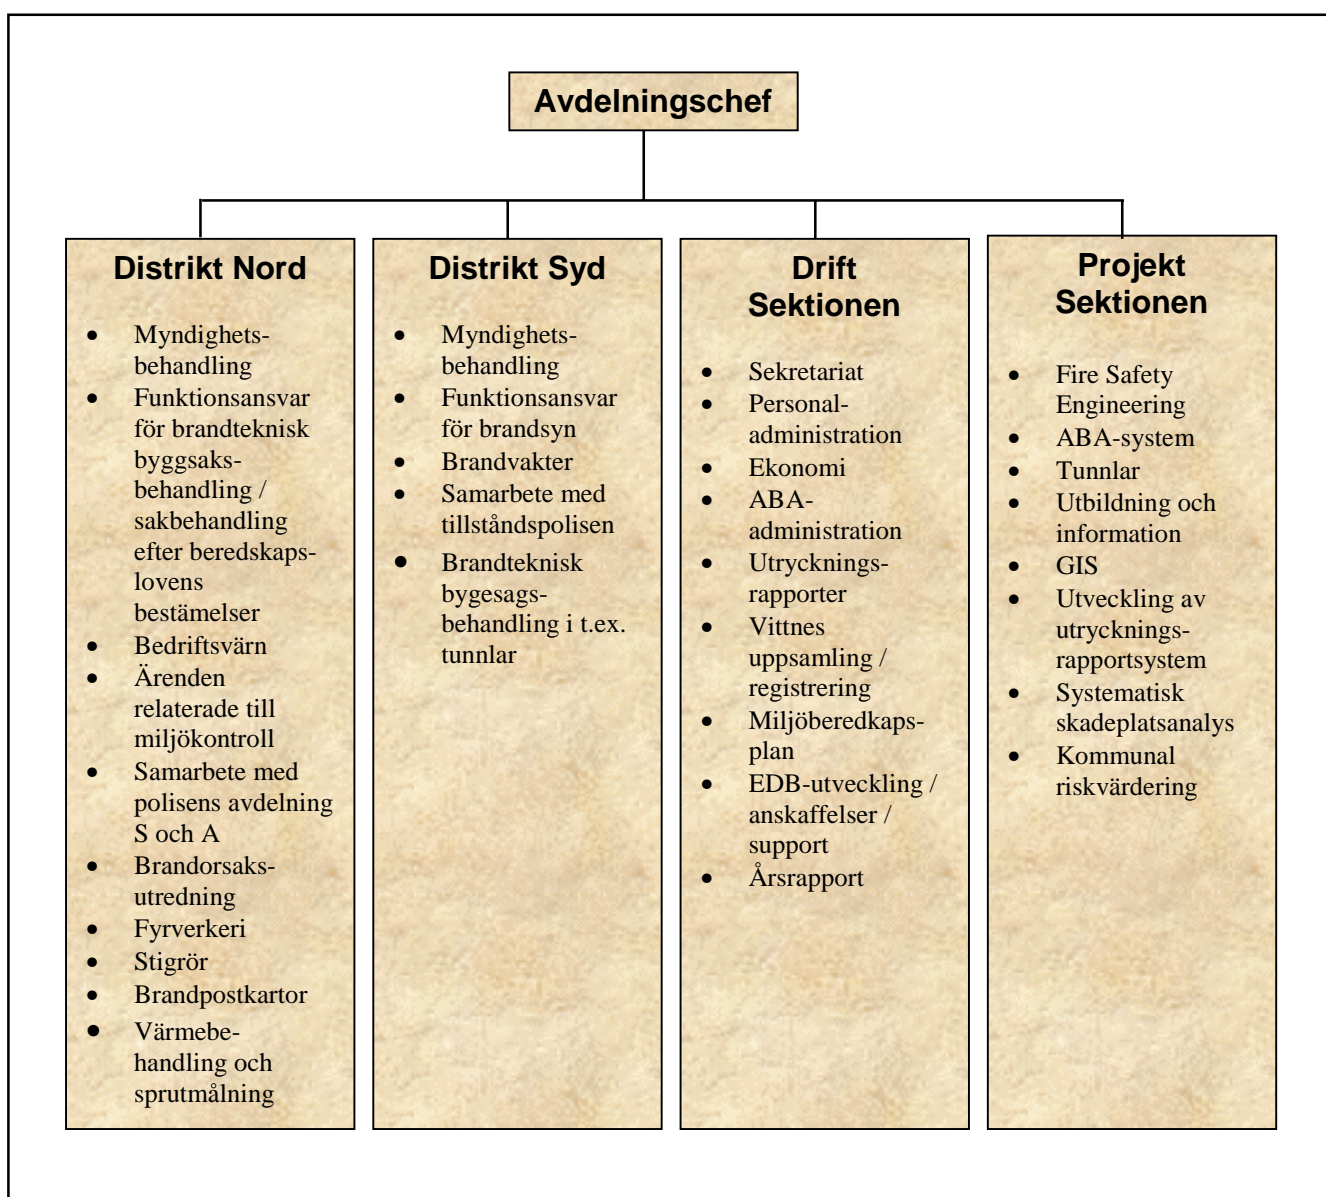 Avdelningschef
Distrikt Nord
• Myndighets-
behandling
• Funktionsansvar
för brandteknisk
byggsaks-
behandling /
sakbehandling
efter beredskaps-
lovens
bestämelser
• Bedriftsvärn
• Ärenden
relaterade till
miljökontroll
• Samarbete med
polisens avdelning
S och A
• Brandorsaks-
utredning
• Fyrverkeri
• Stigrör
• Brandpostkartor
• Värmebe-
handling och
sprutmålning
Distrikt Syd
• Myndighets-
behandling
• Funktionsansvar
för brandsyn
• Brandvakter
• Samarbete med
tillståndspolisen
• Brandteknisk
bygesags-
behandling i t.ex.
tunnlar
Drift
Sektionen
• Sekretariat
• Personal-
administration
• Ekonomi
• ABA-
administration
• Utrycknings-
rapporter
• Vittnes
uppsamling /
registrering
• Miljöberedkaps-
plan
• EDB-utveckling /
anskaffelser /
support
• Årsrapport
Projekt
Sektionen
• Fire Safety
Engineering
• ABA-system
• Tunnlar
• Utbildning och
information
• GIS
• Utveckling av
utrycknings-
rapportsystem
• Systematisk
skadeplatsanalys
• Kommunal
riskvärdering